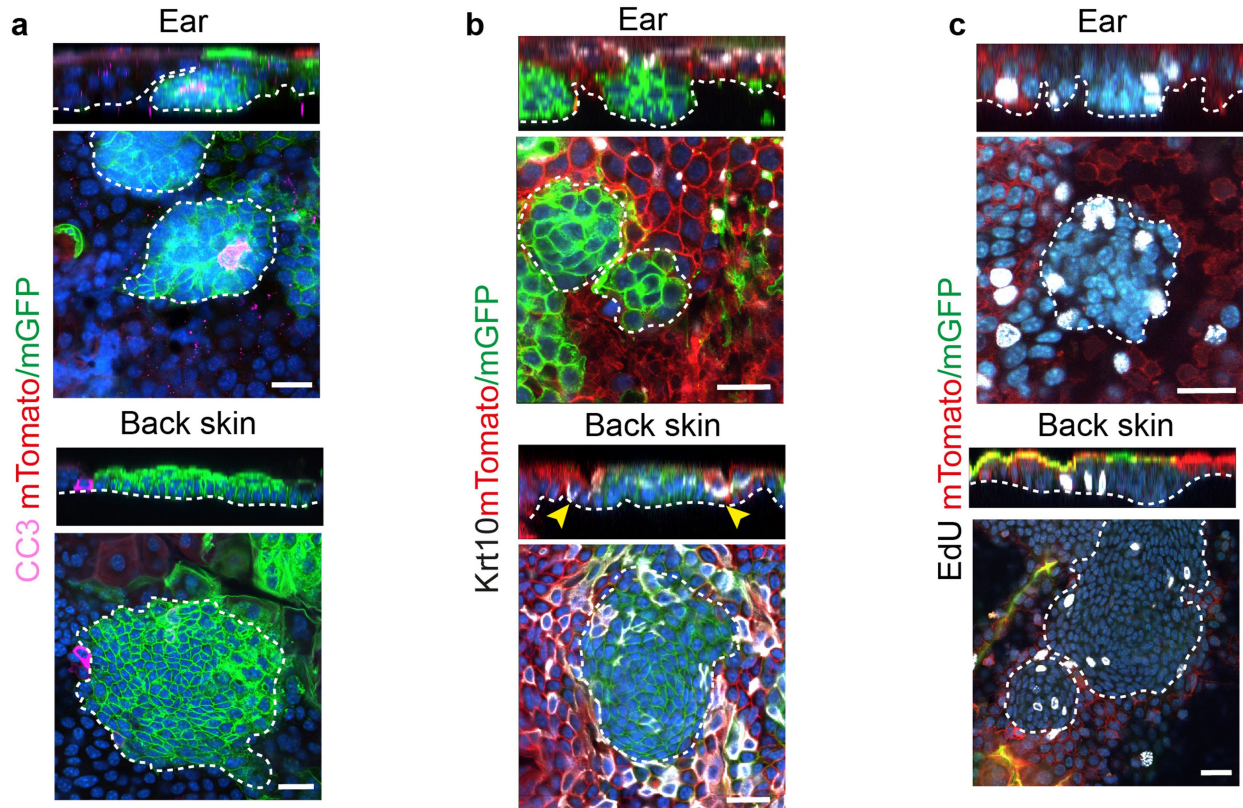 a
Ear
CC3 mTomato/mGFP
Back skin
b
Ear
Krt10mTomato/mGFP
Back skin
c
Ear
EdU mTomato/mGFP
Back skin